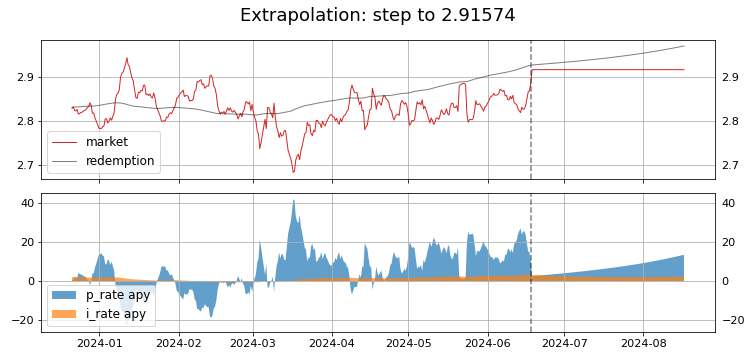 Extrapolation: step to 2.91574
2.9
2.8
2.7
2.9
2.8
2.7
market
redemption
40
20
0
−20
40
20
0
−20
p_rate apy
i_rate apy
2024-01 2024-02 2024-03 2024-04 2024-05 2024-06 2024-07 2024-08